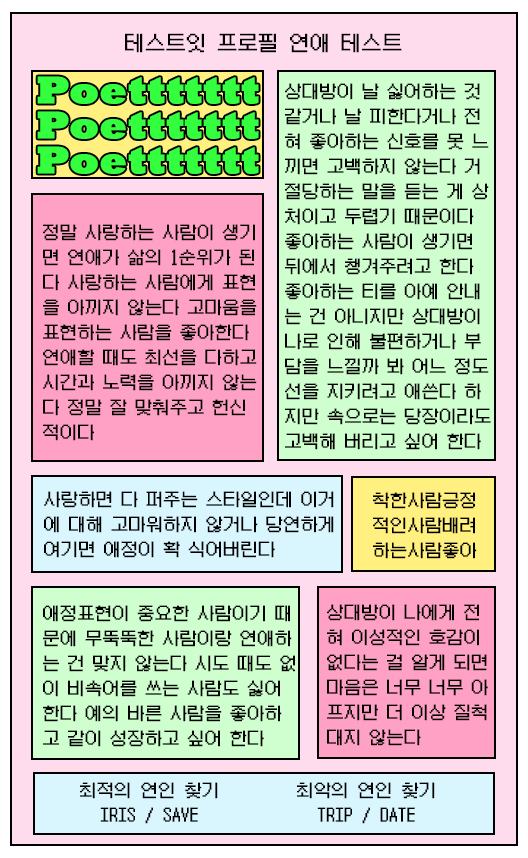 테스트잇 프로필 연애 테스트
Poettttttt
Poettttttt
Poettttttt
상대방이 날 싫어하는 것
같거나 날 피한다거나 전
혀 좋아하는 신호를 못 느
끼면 고백하지 않는다 거
절당하는 말을 듣는 게 상
처이고 두렵기 때문이다
좋아하는 사람이 생기면
뒤에서 챙겨주려고 한다
좋아하는 티를 아예 안내
는 건 아니지만 상대방이
나로 인해 불편하거나 부
담을 느낄까 봐 어느 정도
선을 지키려고 애쓴다 하
지만 속으로는 당장이라도
고백해 버리고 싶어 한다
정말 사랑하는 사람이 생기
면 연애가 삶의 1순위가 된
다 사랑하는 사람에게 표현
을 아끼지 않는다 고마움을
표현하는 사람을 좋아한다
연애할 때도 최선을 다하고
시간과 노력을 아끼지 않는
다 정말 잘 맞춰주고 헌신
적이다
사랑하면 다 퍼주는 스타일인데 이거
에 대해 고마워하지 않거나 당연하게
여기면 애정이 확 식어버린다
착한사람긍정
적인사람배려
하는사람좋아
애정표현이 중요한 사람이기 때
문에 무뚝뚝한 사람이랑 연애하
는 건 맞지 않는다 시도 때도 없
이 비속어를 쓰는 사람도 싫어
한다 예의 바른 사람을 좋아하
고 같이 성장하고 싶어 한다
상대방이 나에게 전
혀 이성적인 호감이
없다는 걸 알게 되면
마음은 너무 너무 아
프지만 더 이상 질척
대지 않는다
최적의 연인 찾기
IRIS / SAVE
최악의 연인 찾기
TRIP / DATE